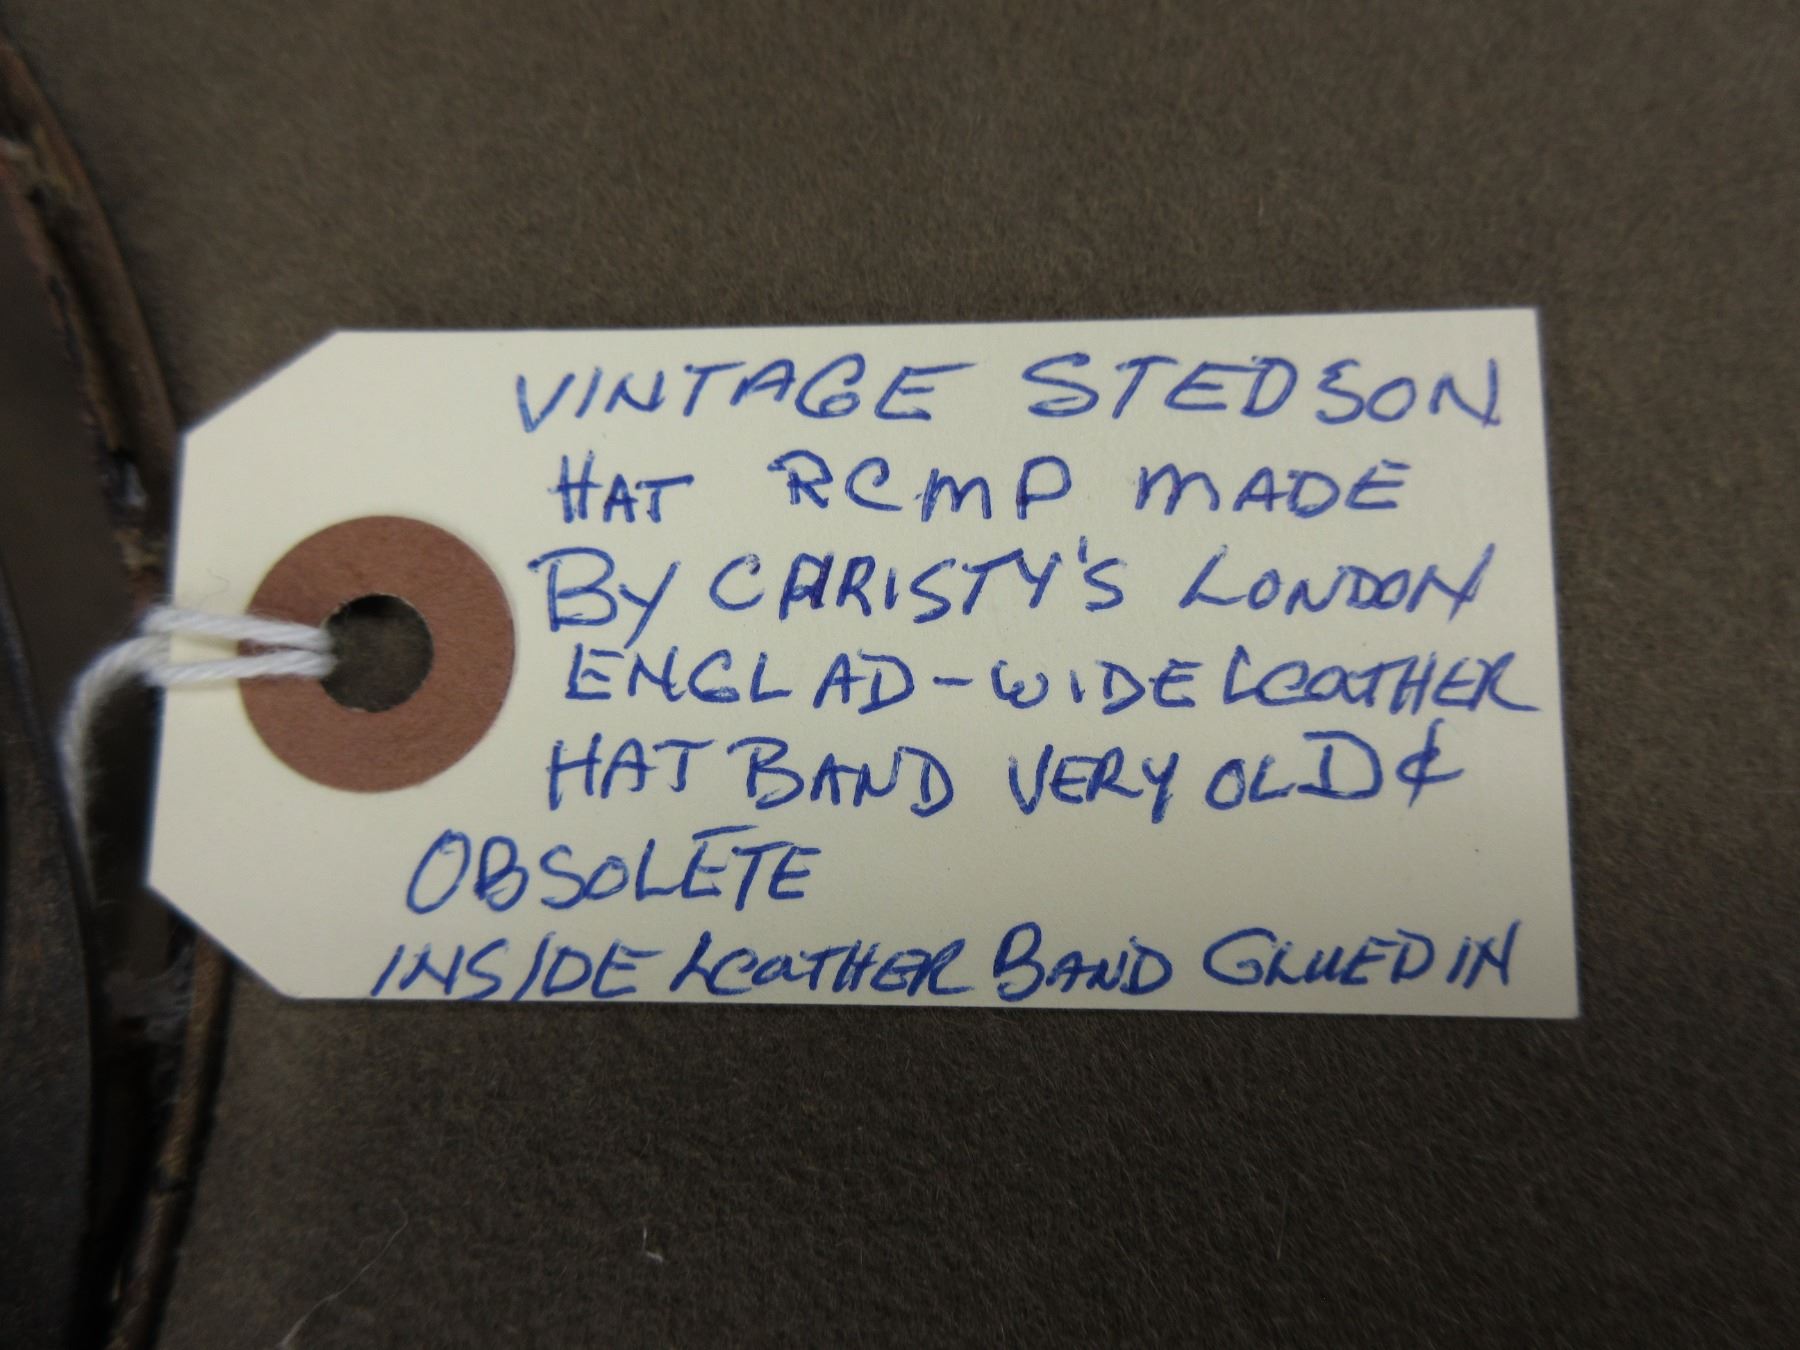 VINTAGE STEDSON
HAT RCMP MADE
BY CHRISTY'S LONDON
ENGLAD-WIDE LEATHER
HAT BAND VERY OLD &
OBSOLETE
INSIDE LEATHER BAND GLUED IN